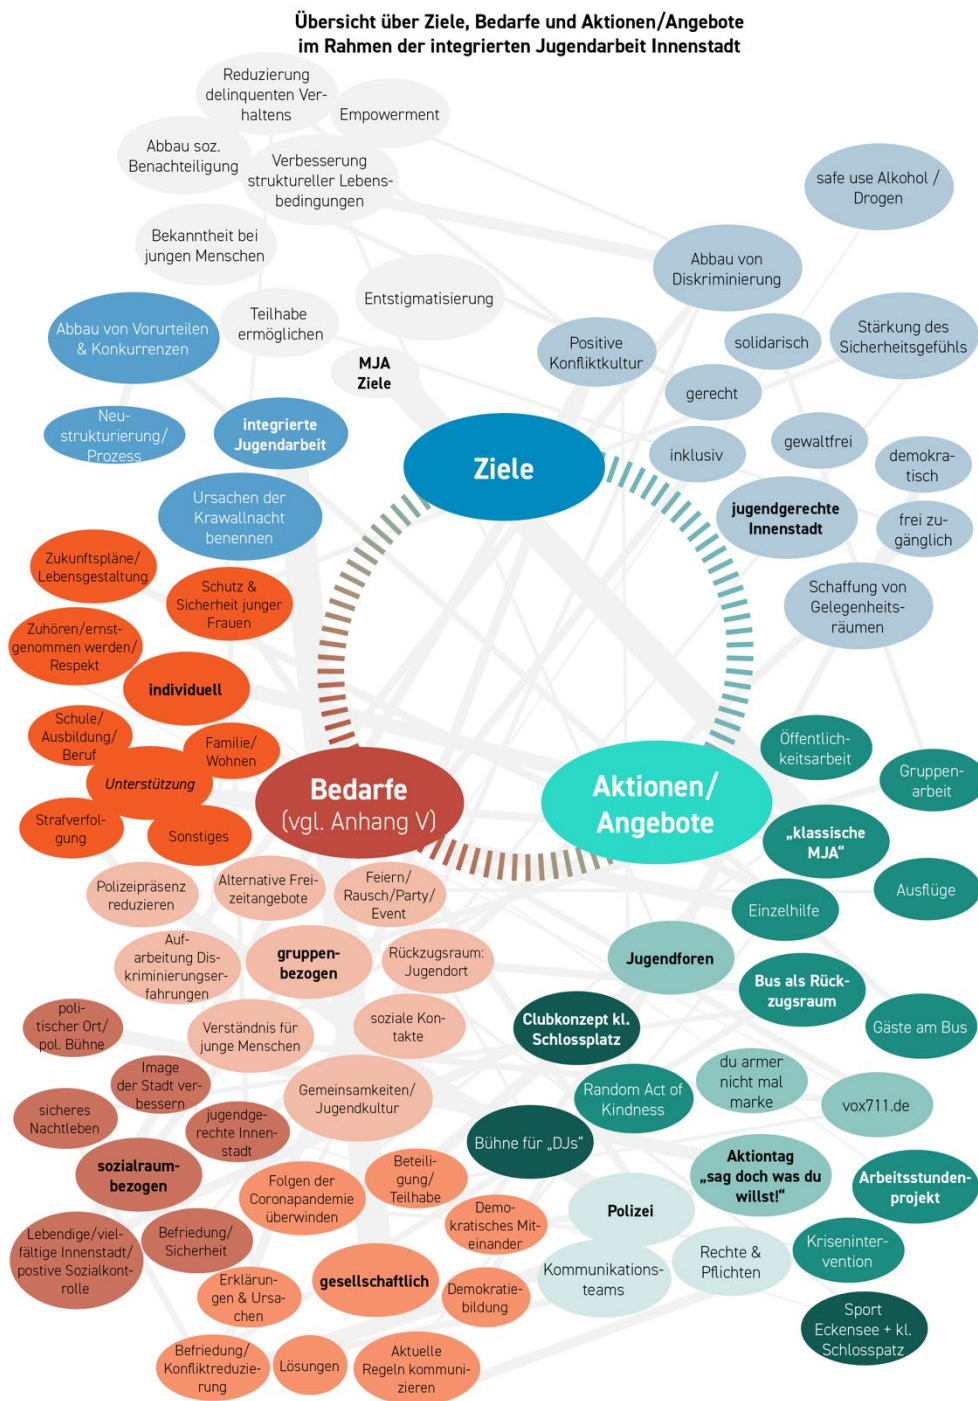 Übersicht über Ziele, Bedarfe und Aktionen/Angebote
im Rahmen der integrierten Jugendarbeit Innenstadt
Reduzierung
delinquenten Ver-
haltens
Empowerment
Abbau soz.
Benachteiligung
Verbesserung
struktureller Lebens-
bedingungen
safe use Alkohol /
Drogen
Bekanntheit bei
jungen Menschen
Abbau von
Diskriminierung
Entstigmatisierung
Teilhabe
ermöglichen
Abbau von Vorurteilen
& Konkurrenzen
Positive
Konfliktkultur
solidarisch
Stärkung des
Sicherheitsgefühls
MJA
Ziele
gerecht
Neu-
strukturierung/
Prozess
integrierte
Jugendarbeit
Ziele
inklusiv
gewaltfrei
demokra-
tisch
Ursachen der
Krawallnacht
benennen
jugendgerechte
Innenstadt
frei zu-
gänglich
Zukunftspläne/
Lebensgestaltung
Schutz &
Sicherheit junger
Frauen
Schaffung von
Gelegenheits-
räumen
Zuhören/ernst-
genommen werden/
Respekt
individuell
Schule/
Ausbildung/
Beruf
Familie/
Wohnen
Unterstützung
Strafverfol-
gung
Sonstiges
Bedarfe
(vgl. Anhang V)
Aktionen/
Angebote
Öffentlich-
keitsarbeit
Gruppen-
arbeit
„klassische
MJA“
Ausflüge
Einzelhilfe
Polizeipräsenz
reduzieren
Alternative Frei-
zeitangebote
Feiern/
Rausch/Party/
Event
Auf-
arbeitung Dis-
kriminierungser-
fahrungen
gruppen-
bezogen
Rückzugsraum:
Jugendort
Jugendforen
Bus als Rück-
zugsraum
poli-
tischer Ort/
pol. Bühne
Verständnis für
junge Menschen
soziale Kon-
takte
Clubkonzept kl.
Schlossplatz
Gäste am Bus
Image
der Stadt ver-
bessern
Gemeinsamkeiten/
Jugendkultur
Random Act of
Kindness
du armer
nicht mal
marke
vox711.de
sicheres
Nachtleben
jugendge-
rechte Innen-
stadt
Bühne für „DJs“
sozialraum-
bezogen
Folgen der
Coronapandemie
überwinden
Beteili-
gung/
Teilhabe
Aktiontag
„sag doch was du
willst!“
Arbeitsstunden-
projekt
Lebendige/viel-
fältige Innenstadt/
postive Sozialkont-
rolle
Befriedung/
Sicherheit
Demo-
kratisches Mit-
einander
Polizei
Kriseninter-
vention
Erklärun-
gen & Ursa-
chen
gesellschaftlich
Demokratie-
bildung
Kommunikations-
teams
Rechte &
Pflichten
Sport
Eckensee + kl.
Schlosspatz
Befriedung/
Konfliktreduzie-
rung
Lösungen
Aktuelle
Regeln kommuni-
zieren